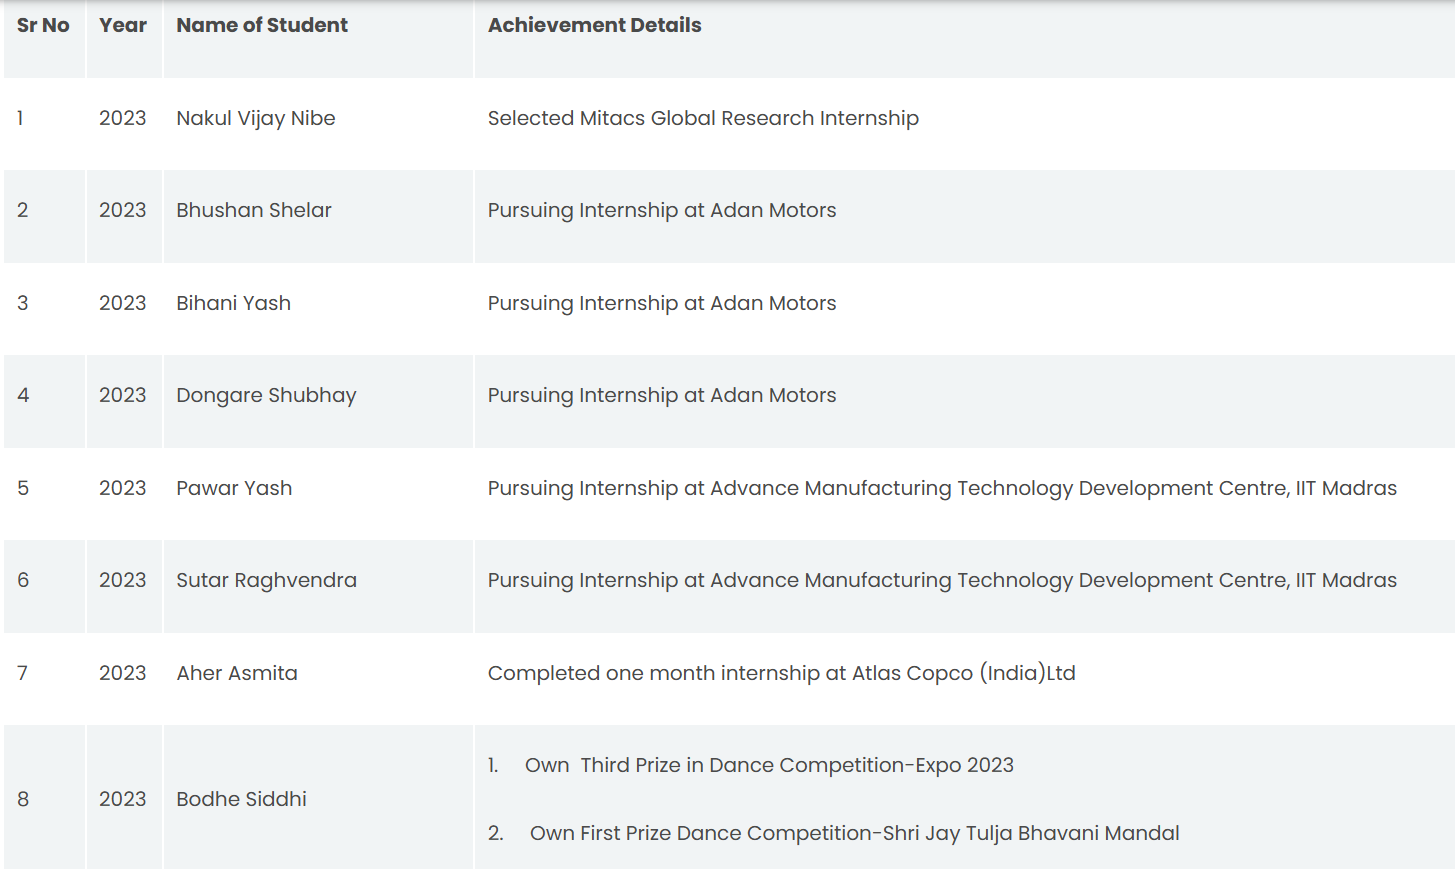 Sr No Year Name of Student Achievement Details
1 2023 Nakul Vijay Nibe Selected Mitacs Global Research Internship
2 2023 Bhushan Shelar Pursuing Internship at Adan Motors
3 2023 Bihani Yash Pursuing Internship at Adan Motors
4 2023 Dongare Shubhay Pursuing Internship at Adan Motors
5 2023 Pawar Yash Pursuing Internship at Advance Manufacturing Technology Development Centre, IIT Madras
6 2023 Sutar Raghvendra Pursuing Internship at Advance Manufacturing Technology Development Centre, IIT Madras
7 2023 Aher Asmita Completed one month internship at Atlas Copco (India)Ltd
8 2023 Bodhe Siddhi
1. Own Third Prize in Dance Competition-Expo 2023
2. Own First Prize Dance Competition-Shri Jay Tulja Bhavani Mandal